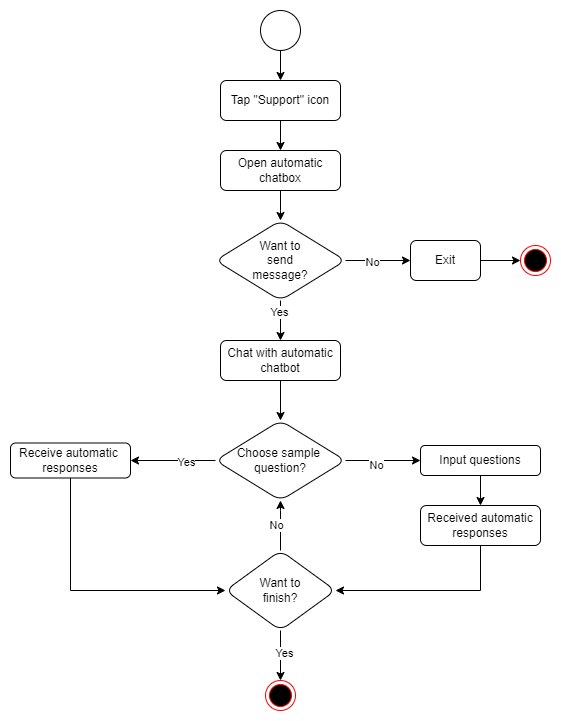 Tap "Support" icon
Open automatic
chatbox
Want to
send
message?
No
Exit
Yes
Chat with automatic
chatbot
Receive automatic
responses
Yes
Choose sample
question?
No
Input questions
Received automatic
responses
No
Want to
finish?
Yes